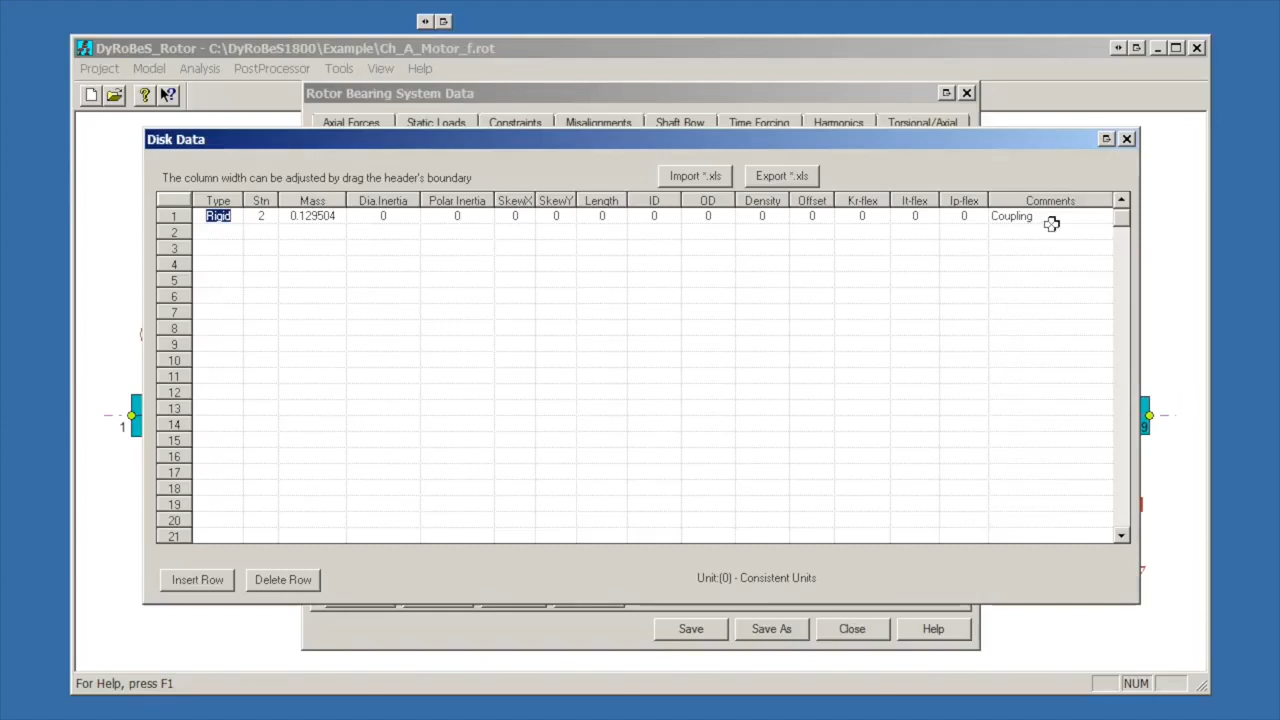 DyRoBeS_Rotor - C:\DyRoBeS1800\Example\Ch_A_Motor_f.rot
Project Model Analysis PostProcessor Tools View Help
Rotor Bearing System Data
Axial Forces Static Loads Constraints Misalignments Shaft Bow Time Forcing Harmonics Torsional/Axial
Disk Data
The column width can be adjusted by drag the header's boundary
Import *.xls Export *.xls
Type Stn Mass Dia.Inertia Polar Inertia SkewX SkewY Length ID OD Density Offset Kr-flex It-flex Ip-flex Comments
1 Rigid 2 0.129504 0 0 0 0 0 0 0 0 0 0 0 0 Coupling
2
3
4
5
6
7
8
9
10
11
12
13
14
15
16
17
18
19
20
21
1
9
Insert Row Delete Row
Unit:(0) - Consistent Units
Save Save As Close Help
For Help, press F1
NUM